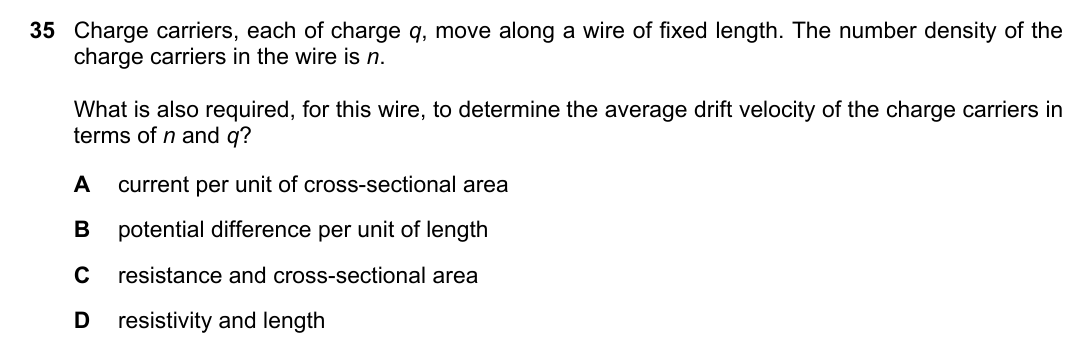 35 Charge carriers, each of charge q, move along a wire of fixed length. The number density of the
charge carriers in the wire is n.
What is also required, for this wire, to determine the average drift velocity of the charge carriers in
terms of n and q?
A current per unit of cross-sectional area
B potential difference per unit of length
C resistance and cross-sectional area
D resistivity and length